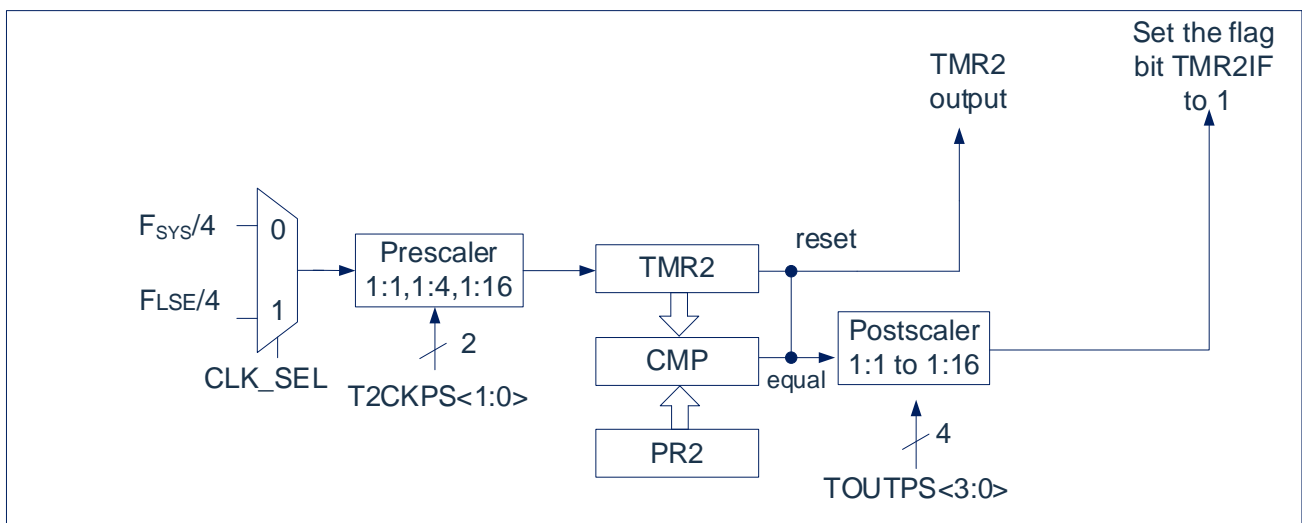 Set the flag
bit TMR2IF
to 1
TMR2
output
FSYS/4
0
Prescaler
1:1,1:4,1:16
TMR2
reset
FLSE/4
1
2
CMP
equal
Postscaler
1:1 to 1:16
CLK_SEL
T2CKPS<1:0>
PR2
4
TOUTPS<3:0>